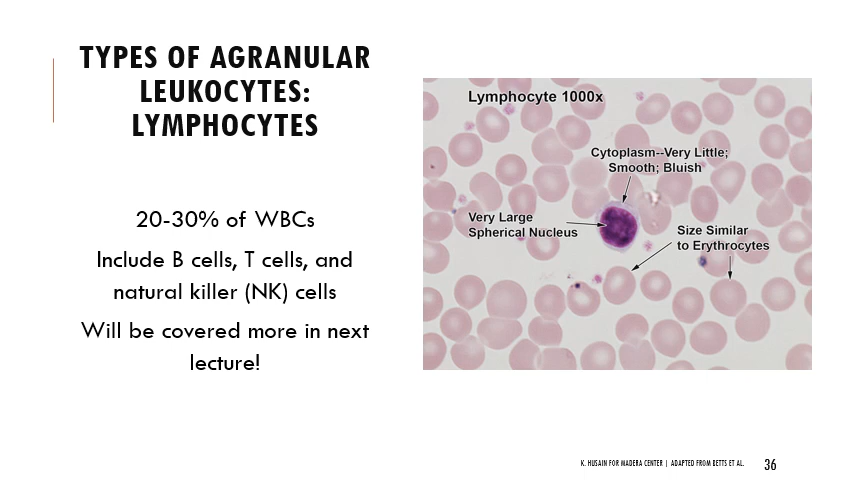 TYPES OF AGRANULAR
LEUKOCYTES:
LYMPHOCYTES
20-30% of WBCs
Include B cells, T cells, and
natural killer (NK) cells
Will be covered more in next
lecture!
Lymphocyte 1000x
Cytoplasm--Very Little;
Smooth; Bluish
Very Large
Spherical Nucleus
Size Similar
to Erythrocytes
K. HUSAIN FOR MADERA CENTER | ADAPTED FROM BETTS ET AL. 36